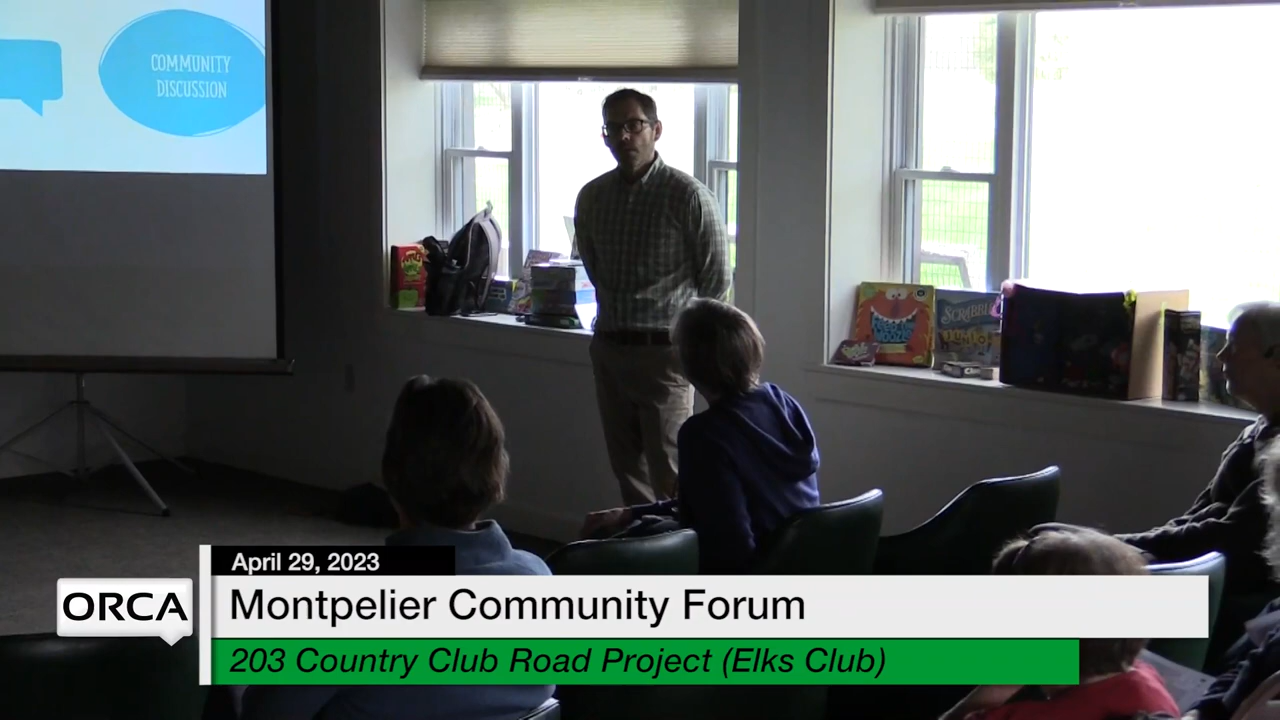 COMMUNITY
DISCUSSION
SCRABBLE
April 29, 2023
ORCA
Montpelier Community Forum
203 Country Club Road Project (Elks Club)